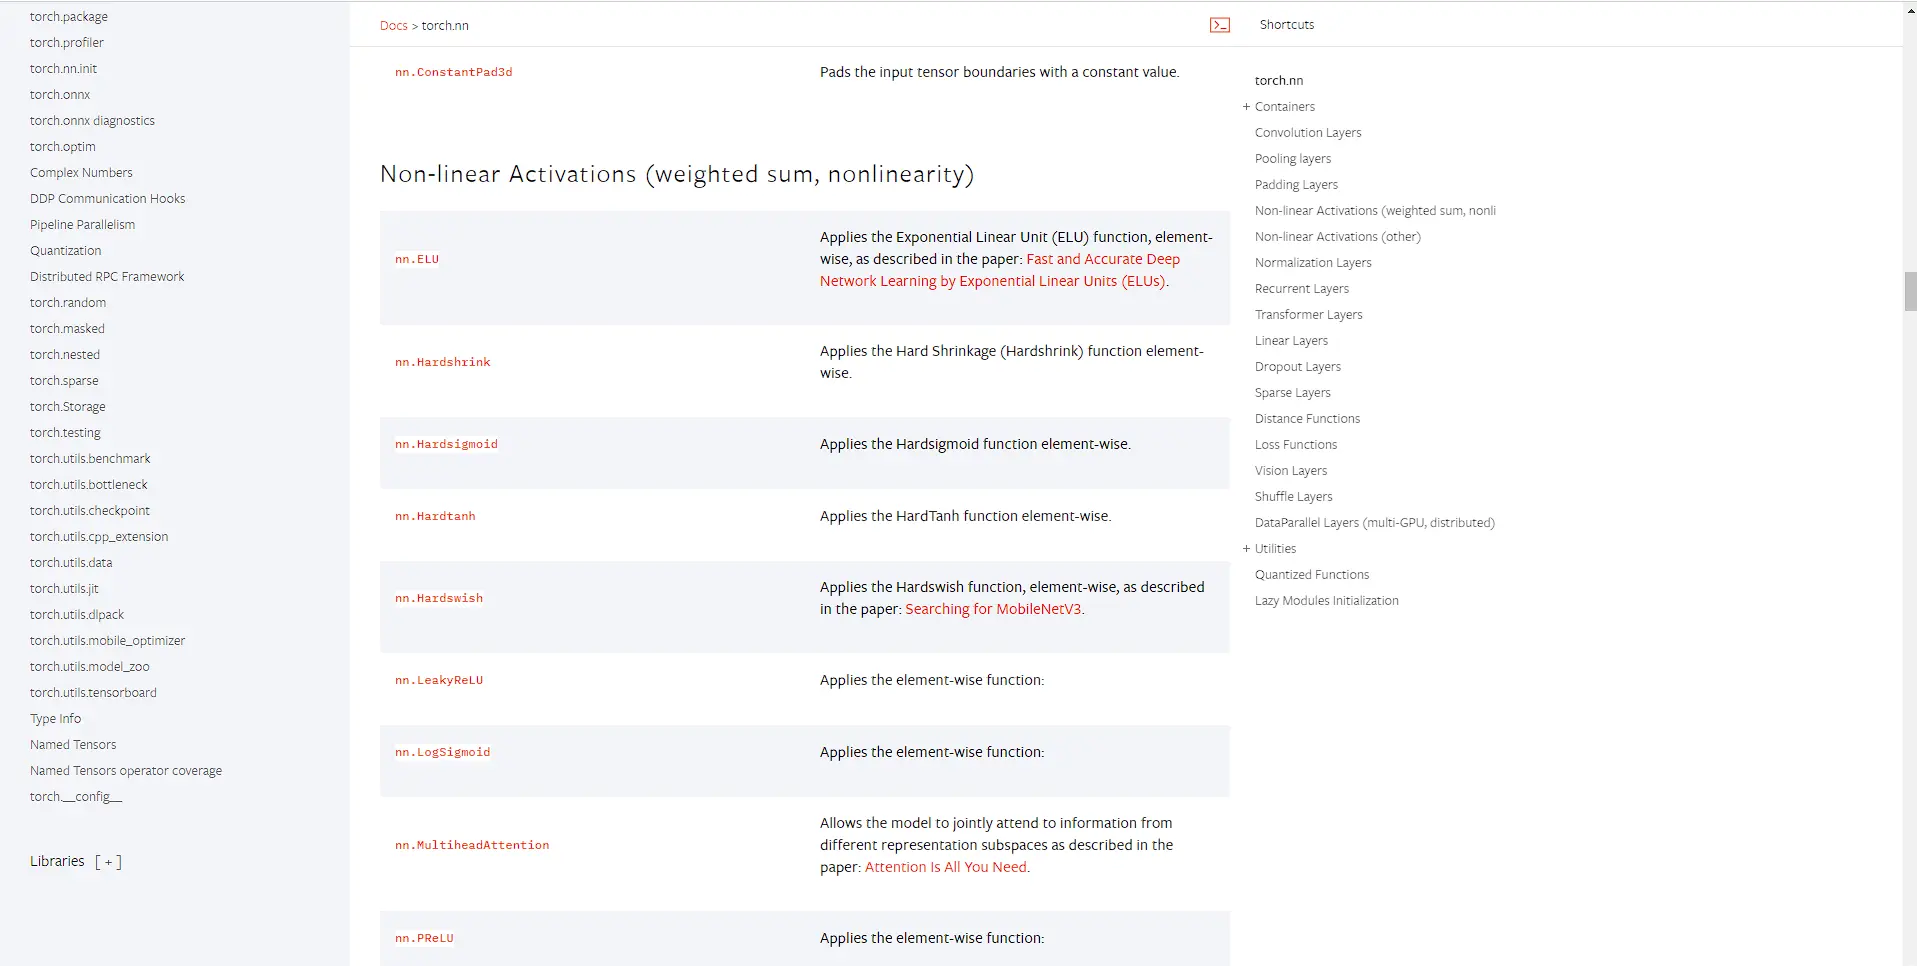 torch.package
torch.profiler
torch.nn.init
torch.onnx
torch.onnx diagnostics
torch.optim
Complex Numbers
DDP Communication Hooks
Pipeline Parallelism
Quantization
Distributed RPC Framework
torch.random
torch.masked
torch.nested
torch.sparse
torch.Storage
torch.testing
torch.utils.benchmark
torch.utils.bottleneck
torch.utils.checkpoint
torch.utils.cpp_extension
torch.utils.data
torch.utils.jit
torch.utils.dlpack
torch.utils.mobile_optimizer
torch.utils.model_zoo
torch.utils.tensorboard
Type Info
Named Tensors
Named Tensors operator coverage
torch.__config__
Libraries [ + ]
Docs > torch.nn
nn.ConstantPad3d
Pads the input tensor boundaries with a constant value.
Non-linear Activations (weighted sum, nonlinearity)
nn.ELU
Applies the Exponential Linear Unit (ELU) function, element-
wise, as described in the paper: Fast and Accurate Deep
Network Learning by Exponential Linear Units (ELUs).
nn.Hardshrink
Applies the Hard Shrinkage (Hardshrink) function element-
wise.
nn.Hardsigmoid
Applies the Hardsigmoid function element-wise.
nn.Hardtanh
Applies the HardTanh function element-wise.
nn.Hardswish
Applies the Hardswish function, element-wise, as described
in the paper: Searching for MobileNetV3.
nn.LeakyReLU
Applies the element-wise function:
nn.LogSigmoid
Applies the element-wise function:
nn.MultiheadAttention
Allows the model to jointly attend to information from
different representation subspaces as described in the
paper: Attention Is All You Need.
nn.PReLU
Applies the element-wise function:
Shortcuts
torch.nn
+ Containers
Convolution Layers
Pooling layers
Padding Layers
Non-linear Activations (weighted sum, nonli
Non-linear Activations (other)
Normalization Layers
Recurrent Layers
Transformer Layers
Linear Layers
Dropout Layers
Sparse Layers
Distance Functions
Loss Functions
Vision Layers
Shuffle Layers
DataParallel Layers (multi-GPU, distributed)
+ Utilities
Quantized Functions
Lazy Modules Initialization